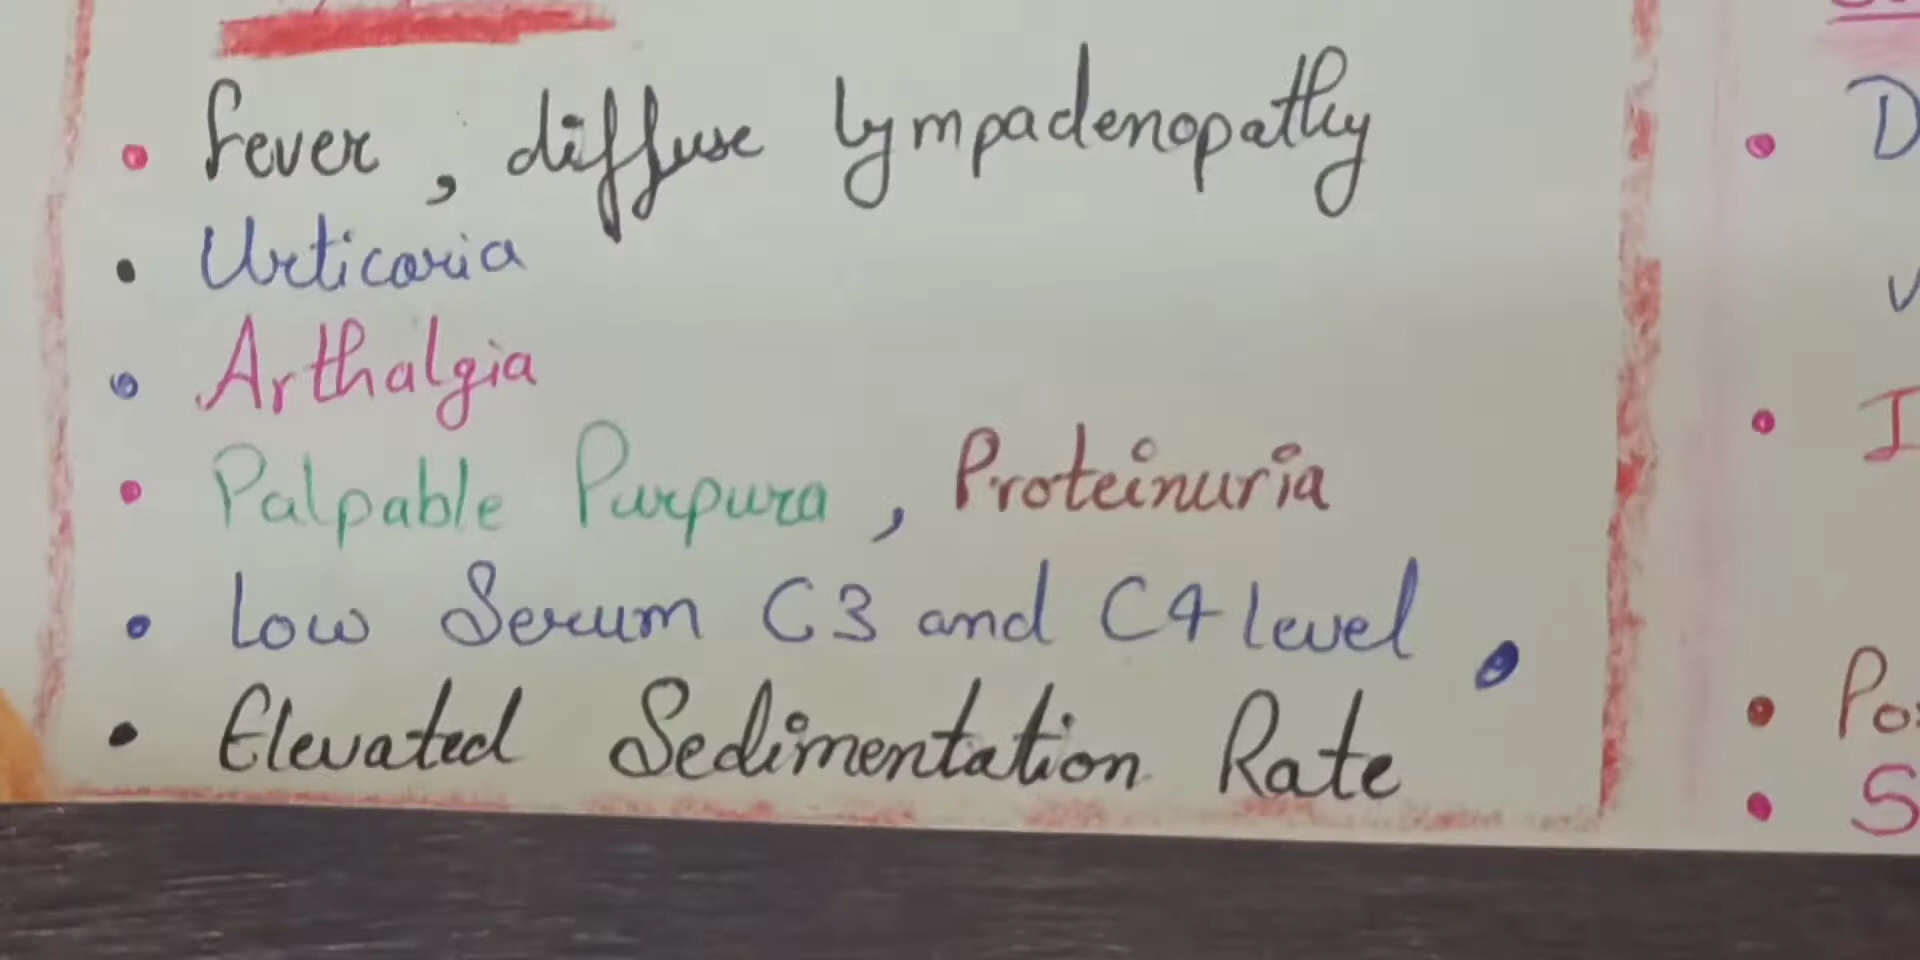 • Fever, diffuse lympadenopathy
• Urticaria
• Arthalgia
• Palpable Purpura, Proteinuria
• Low Serum C3 and C4 level
• Elevated Sedimentation Rate